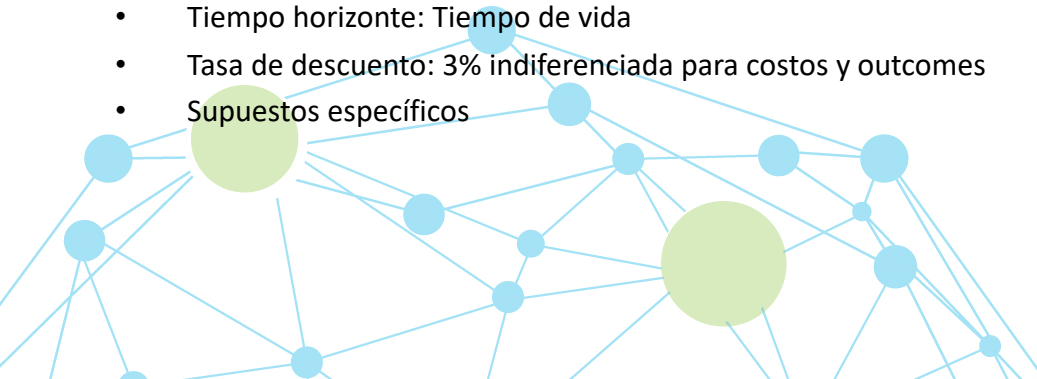 • Tiempo horizonte: Tiempo de vida
• Tasa de descuento: 3% indiferenciada para costos y outcomes
• Supuestos específicos